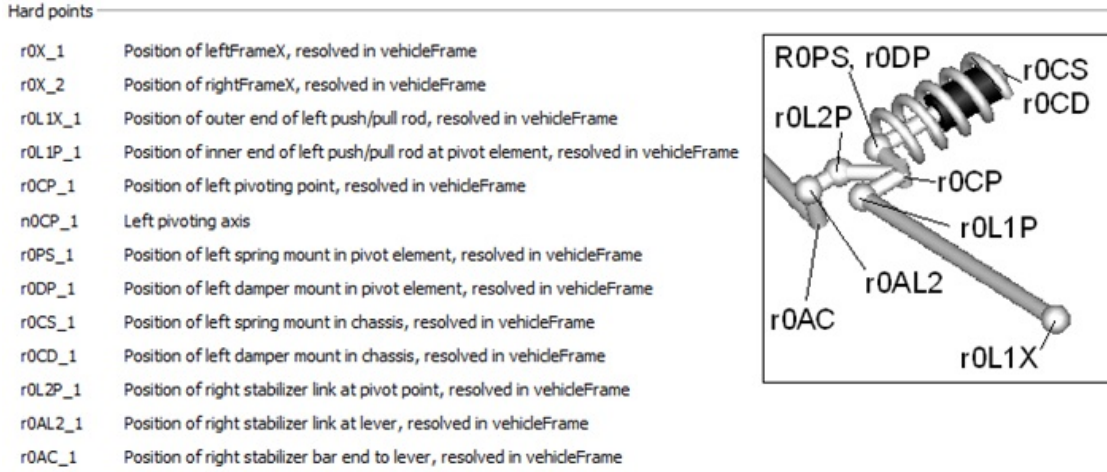 Hard points
r0X_1 Position of leftFrameX, resolved in vehicleFrame
r0X_2 Position of rightFrameX, resolved in vehicleFrame
r0L1X_1 Position of outer end of left push/pull rod, resolved in vehicleFrame
r0L1P_1 Position of inner end of left push/pull rod at pivot element, resolved in vehicleFrame
r0CP_1 Position of left pivoting point, resolved in vehicleFrame
n0CP_1 Left pivoting axis
r0PS_1 Position of left spring mount in pivot element, resolved in vehicleFrame
r0DP_1 Position of left damper mount in pivot element, resolved in vehicleFrame
r0CS_1 Position of left spring mount in chassis, resolved in vehicleFrame
r0CD_1 Position of left damper mount in chassis, resolved in vehicleFrame
r0L2P_1 Position of right stabilizer link at pivot point, resolved in vehicleFrame
r0AL2_1 Position of right stabilizer link at lever, resolved in vehicleFrame
r0AC_1 Position of right stabilizer bar end to lever, resolved in vehicleFrame
R0PS, r0DP
r0CS
r0CD
r0L2P
r0CP
r0L1P
r0AL2
r0AC
r0L1X